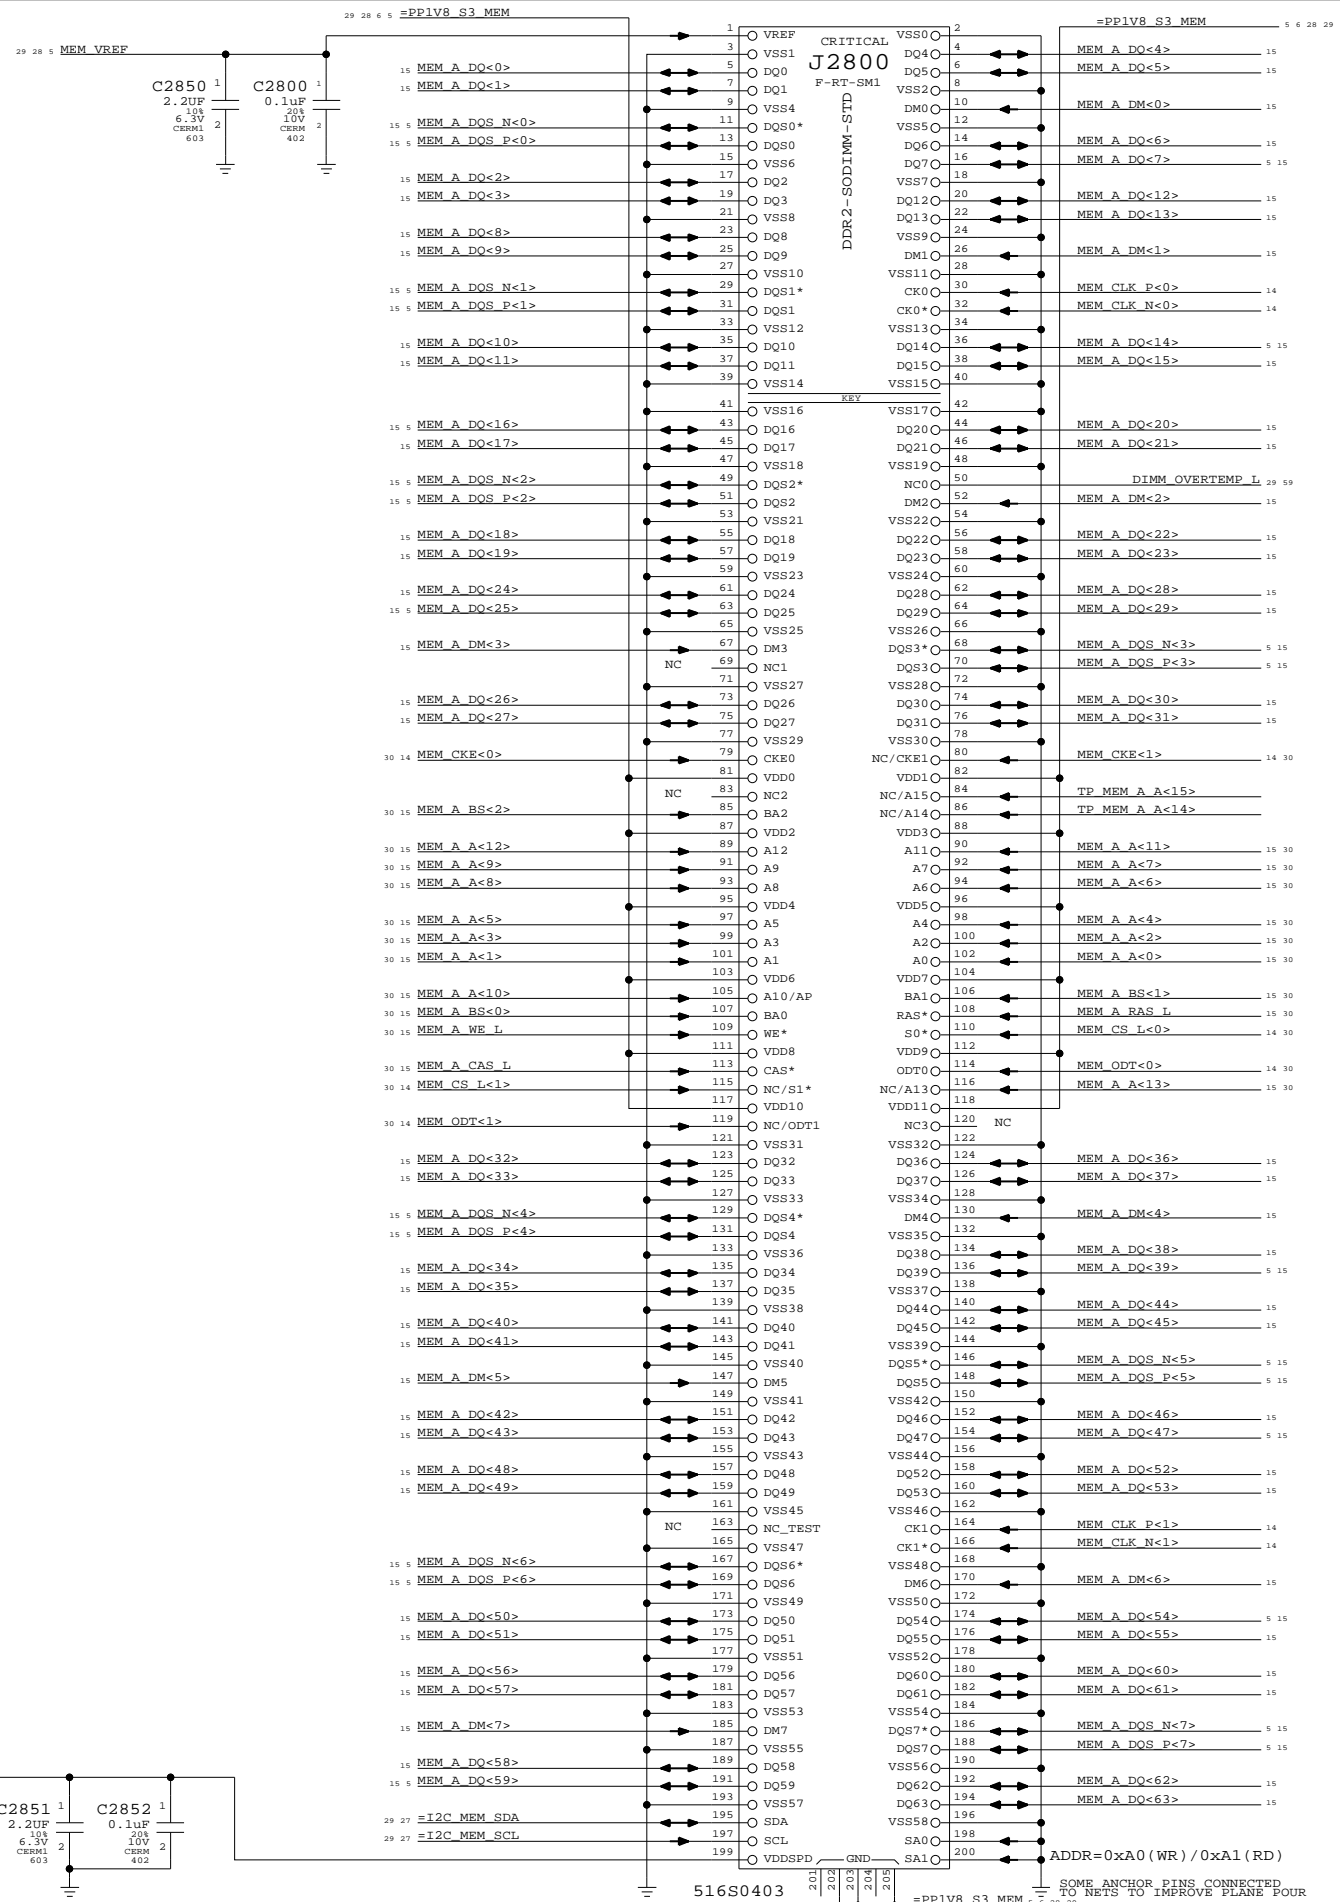 29 28 6 5 =PP1V8_S3_MEM
=PP1V8_S3_MEM 5 6 28 29
29 28 5 MEM_VREF
C2850 1
2.2UF
10%
6.3V
CERM1 2
603
C2800 1
0.1uF
20%
10V
CERM 2
402
CRITICAL
J2800
F-RT-SM1
DDR2-SODIMM-STD
1 VREF VSS0 2
3 VSS1 DQ4 4 MEM_A_DQ<4> 15
15 MEM_A_DQ<0> 5 DQ0 DQ5 6 MEM_A_DQ<5> 15
15 MEM_A_DQ<1> 7 DQ1 VSS2 8
9 VSS4 DM0 10 MEM_A_DM<0> 15
15 5 MEM_A_DQS_N<0> 11 DQS0* VSS5 12
15 5 MEM_A_DQS_P<0> 13 DQS0 DQ6 14 MEM_A_DQ<6> 15
15 VSS6 DQ7 16 MEM_A_DQ<7> 5 15
15 MEM_A_DQ<2> 17 DQ2 VSS7 18
15 MEM_A_DQ<3> 19 DQ3 DQ12 20 MEM_A_DQ<12> 15
21 VSS8 DQ13 22 MEM_A_DQ<13> 15
15 MEM_A_DQ<8> 23 DQ8 VSS9 24
15 MEM_A_DQ<9> 25 DQ9 DM1 26 MEM_A_DM<1> 15
27 VSS10 VSS11 28
15 5 MEM_A_DQS_N<1> 29 DQS1* CK0 30 MEM_CLK_P<0> 14
15 5 MEM_A_DQS_P<1> 31 DQS1 CK0* 32 MEM_CLK_N<0> 14
33 VSS12 VSS13 34
15 MEM_A_DQ<10> 35 DQ10 DQ14 36 MEM_A_DQ<14> 5 15
15 MEM_A_DQ<11> 37 DQ11 DQ15 38 MEM_A_DQ<15> 15
39 VSS14 VSS15 40
KEY
41 VSS16 VSS17 42
15 5 MEM_A_DQ<16> 43 DQ16 DQ20 44 MEM_A_DQ<20> 15
15 MEM_A_DQ<17> 45 DQ17 DQ21 46 MEM_A_DQ<21> 15
47 VSS18 VSS19 48
15 5 MEM_A_DQS_N<2> 49 DQS2* NC0 50 DIMM_OVERTEMP_L 29 59
15 5 MEM_A_DQS_P<2> 51 DQS2 DM2 52 MEM_A_DM<2> 15
53 VSS21 VSS22 54
15 MEM_A_DQ<18> 55 DQ18 DQ22 56 MEM_A_DQ<22> 15
15 MEM_A_DQ<19> 57 DQ19 DQ23 58 MEM_A_DQ<23> 15
59 VSS23 VSS24 60
15 MEM_A_DQ<24> 61 DQ24 DQ28 62 MEM_A_DQ<28> 15
15 5 MEM_A_DQ<25> 63 DQ25 DQ29 64 MEM_A_DQ<29> 15
65 VSS25 VSS26 66
15 MEM_A_DM<3> 67 DM3 DQS3* 68 MEM_A_DQS_N<3> 5 15
NC 69 NC1 DQS3 70 MEM_A_DQS_P<3> 5 15
71 VSS27 VSS28 72
15 MEM_A_DQ<26> 73 DQ26 DQ30 74 MEM_A_DQ<30> 15
15 MEM_A_DQ<27> 75 DQ27 DQ31 76 MEM_A_DQ<31> 15
77 VSS29 VSS30 78
30 14 MEM_CKE<0> 79 CKE0 NC/CKE1 80 MEM_CKE<1> 14 30
81 VDD0 VDD1 82
NC 83 NC2 NC/A15 84 TP_MEM_A_A<15>
30 15 MEM_A_BS<2> 85 BA2 NC/A14 86 TP_MEM_A_A<14>
87 VDD2 VDD3 88
30 15 MEM_A_A<12> 89 A12 A11 90 MEM_A_A<11> 15 30
30 15 MEM_A_A<9> 91 A9 A7 92 MEM_A_A<7> 15 30
30 15 MEM_A_A<8> 93 A8 A6 94 MEM_A_A<6> 15 30
95 VDD4 VDD5 96
30 15 MEM_A_A<5> 97 A5 A4 98 MEM_A_A<4> 15 30
30 15 MEM_A_A<3> 99 A3 A2 100 MEM_A_A<2> 15 30
30 15 MEM_A_A<1> 101 A1 A0 102 MEM_A_A<0> 15 30
103 VDD6 VDD7 104
30 15 MEM_A_A<10> 105 A10/AP BA1 106 MEM_A_BS<1> 15 30
30 15 MEM_A_BS<0> 107 BA0 RAS* 108 MEM_A_RAS_L 15 30
30 15 MEM_A_WE_L 109 WE* S0* 110 MEM_CS_L<0> 14 30
111 VDD8 VDD9 112
30 15 MEM_A_CAS_L 113 CAS* ODT0 114 MEM_ODT<0> 14 30
30 14 MEM_CS_L<1> 115 NC/S1* NC/A13 116 MEM_A_A<13> 15 30
117 VDD10 VDD11 118
30 14 MEM_ODT<1> 119 NC/ODT1 NC3 120 NC
121 VSS31 VSS32 122
15 MEM_A_DQ<32> 123 DQ32 DQ36 124 MEM_A_DQ<36> 15
15 MEM_A_DQ<33> 125 DQ33 DQ37 126 MEM_A_DQ<37> 15
127 VSS33 VSS34 128
15 5 MEM_A_DQS_N<4> 129 DQS4* DM4 130 MEM_A_DM<4> 15
15 5 MEM_A_DQS_P<4> 131 DQS4 VSS35 132
133 VSS36 DQ38 134 MEM_A_DQ<38> 15
15 MEM_A_DQ<34> 135 DQ34 DQ39 136 MEM_A_DQ<39> 5 15
15 MEM_A_DQ<35> 137 DQ35 VSS37 138
139 VSS38 DQ44 140 MEM_A_DQ<44> 15
15 MEM_A_DQ<40> 141 DQ40 DQ45 142 MEM_A_DQ<45> 15
15 MEM_A_DQ<41> 143 DQ41 VSS39 144
145 VSS40 DQS5* 146 MEM_A_DQS_N<5> 5 15
15 MEM_A_DM<5> 147 DM5 DQS5 148 MEM_A_DQS_P<5> 5 15
149 VSS41 VSS42 150
15 MEM_A_DQ<42> 151 DQ42 DQ46 152 MEM_A_DQ<46> 15
15 MEM_A_DQ<43> 153 DQ43 DQ47 154 MEM_A_DQ<47> 5 15
155 VSS43 VSS44 156
15 MEM_A_DQ<48> 157 DQ48 DQ52 158 MEM_A_DQ<52> 15
15 MEM_A_DQ<49> 159 DQ49 DQ53 160 MEM_A_DQ<53> 15
161 VSS45 VSS46 162
NC 163 NC_TEST CK1 164 MEM_CLK_P<1> 14
165 VSS47 CK1* 166 MEM_CLK_N<1> 14
15 5 MEM_A_DQS_N<6> 167 DQS6* VSS48 168
15 5 MEM_A_DQS_P<6> 169 DQS6 DM6 170 MEM_A_DM<6> 15
171 VSS49 VSS50 172
15 MEM_A_DQ<50> 173 DQ50 DQ54 174 MEM_A_DQ<54> 5 15
15 MEM_A_DQ<51> 175 DQ51 DQ55 176 MEM_A_DQ<55> 15
177 VSS51 VSS52 178
15 MEM_A_DQ<56> 179 DQ56 DQ60 180 MEM_A_DQ<60> 15
15 MEM_A_DQ<57> 181 DQ57 DQ61 182 MEM_A_DQ<61> 15
183 VSS53 VSS54 184
15 MEM_A_DM<7> 185 DM7 DQS7* 186 MEM_A_DQS_N<7> 5 15
187 VSS55 DQS7 188 MEM_A_DQS_P<7> 5 15
15 MEM_A_DQ<58> 189 DQ58 VSS56 190
15 5 MEM_A_DQ<59> 191 DQ59 DQ62 192 MEM_A_DQ<62> 15
193 VSS57 DQ63 194 MEM_A_DQ<63> 15
29 27 =I2C_MEM_SDA 195 SDA VSS58 196
29 27 =I2C_MEM_SCL 197 SCL SA0 198
199 VDDSPD GND SA1 200 ADDR=0xA0(WR)/0xA1(RD)
C2851 1
2.2UF
10%
6.3V
CERM1 2
603
C2852 1
0.1uF
20%
10V
CERM 2
402
516S0403
201 202 203 204 205
=PP1V8_S3_MEM
SOME ANCHOR PINS CONNECTED
TO NETS TO IMPROVE PLANE POUR